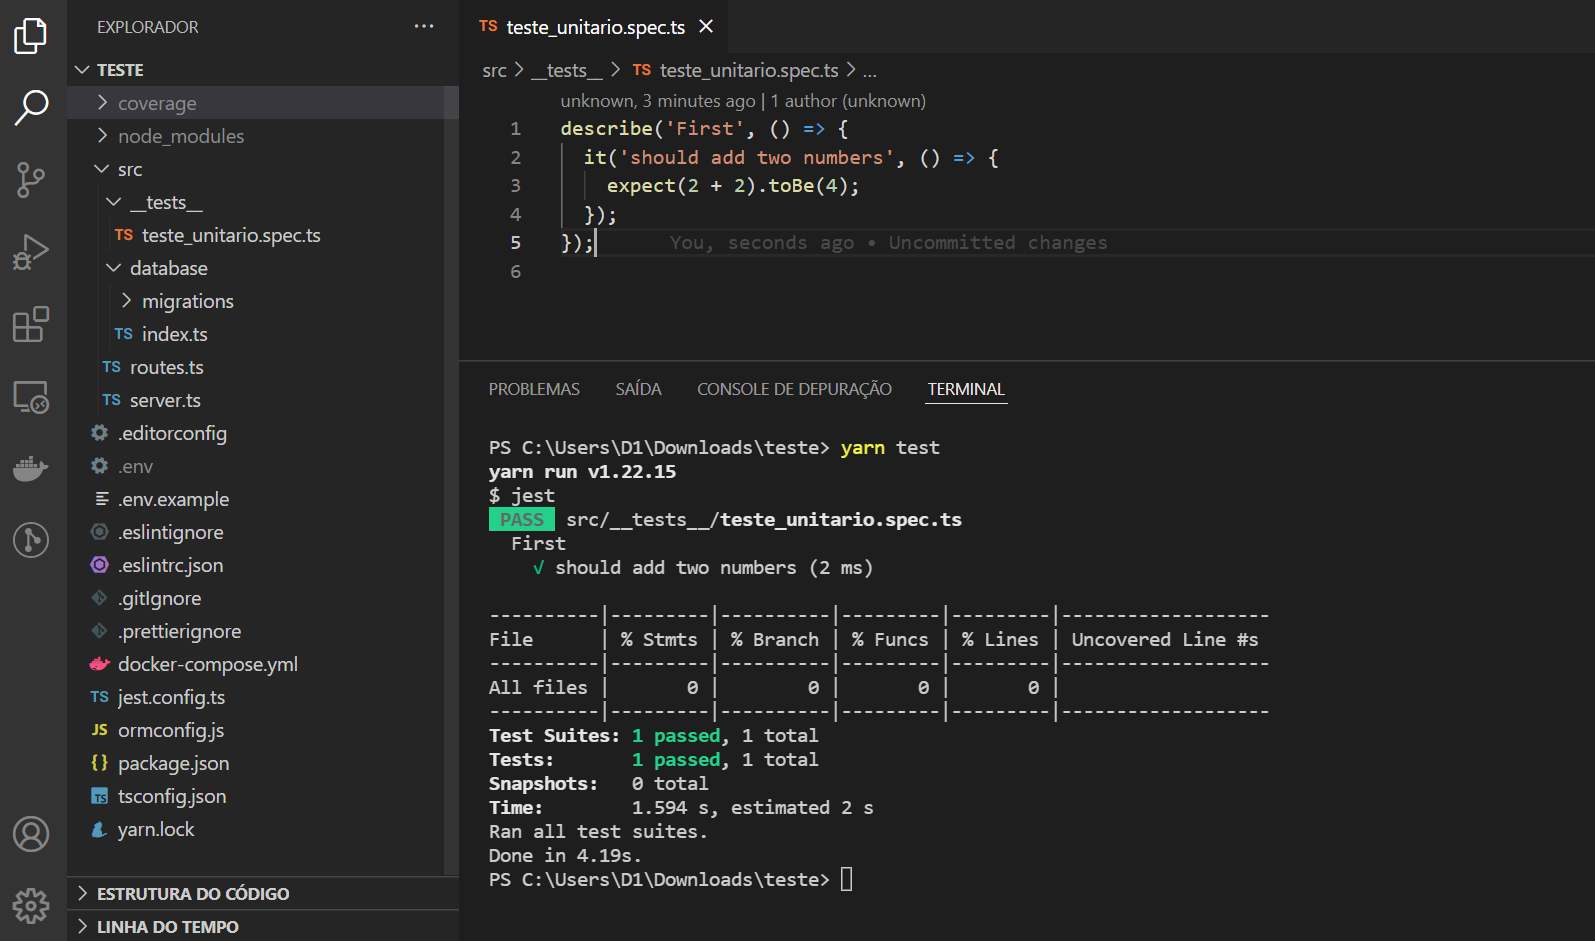 EXPLORADOR
TESTE
coverage
node_modules
src
__tests__
TS teste_unitario.spec.ts
database
migrations
TS index.ts
TS routes.ts
TS server.ts
.editorconfig
.env
.env.example
.eslintignore
.eslintrc.json
.gitIgnore
.prettierignore
docker-compose.yml
TS jest.config.ts
JS ormconfig.js
{} package.json
TS tsconfig.json
yarn.lock
ESTRUTURA DO CÓDIGO
LINHA DO TEMPO
TS teste_unitario.spec.ts
src > __tests__ > TS teste_unitario.spec.ts > ...
unknown, 3 minutes ago | 1 author (unknown)
1 describe('First', () => {
2 it('should add two numbers', () => {
3 expect(2 + 2).toBe(4);
4 });
5 }); You, seconds ago • Uncommitted changes
6
PROBLEMAS SAÍDA CONSOLE DE DEPURAÇÃO TERMINAL
PS C:\Users\D1\Downloads\teste> yarn test
yarn run v1.22.15
$ jest
PASS src/__tests__/teste_unitario.spec.ts
First
√ should add two numbers (2 ms)
----------|---------|----------|---------|---------|-------------------
File | % Stmts | % Branch | % Funcs | % Lines | Uncovered Line #s
----------|---------|----------|---------|---------|-------------------
All files | 0 | 0 | 0 | 0 |
----------|---------|----------|---------|---------|-------------------
Test Suites: 1 passed, 1 total
Tests: 1 passed, 1 total
Snapshots: 0 total
Time: 1.594 s, estimated 2 s
Ran all test suites.
Done in 4.19s.
PS C:\Users\D1\Downloads\teste>